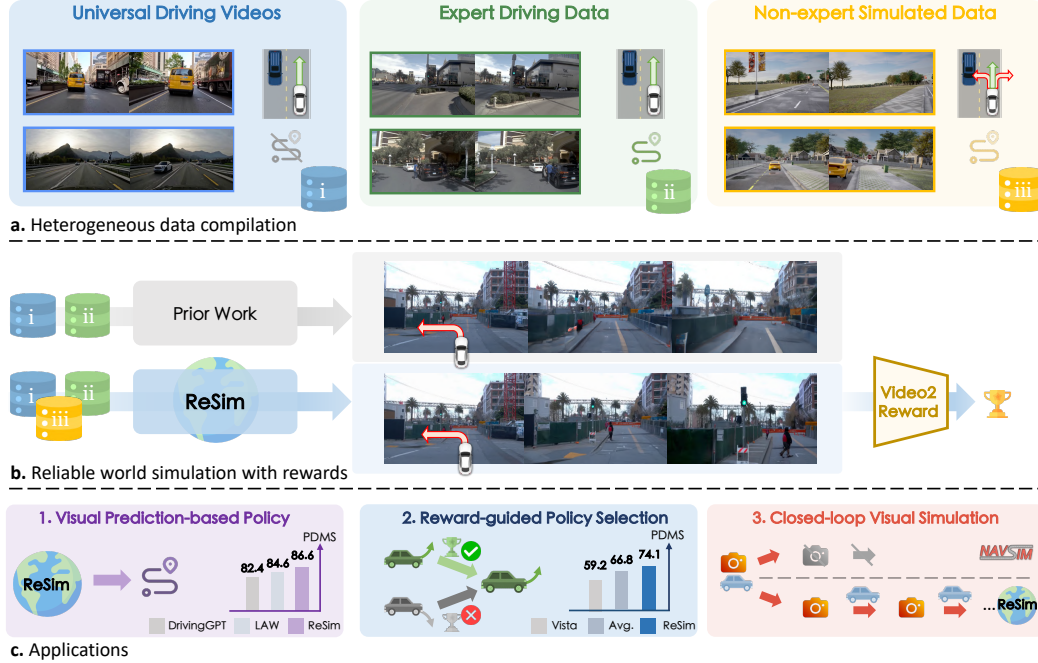 Universal Driving Videos
Expert Driving Data
Non-expert Simulated Data
i
ii
iii
a. Heterogeneous data compilation
i
ii
Prior Work
i
ii
iii
ReSim
Video2
Reward
b. Reliable world simulation with rewards
1. Visual Prediction-based Policy
ReSim
PDMS
82.4
84.6
86.6
DrivingGPT
LAW
ReSim
2. Reward-guided Policy Selection
PDMS
59.2
66.8
74.1
Vista
Avg.
ReSim
3. Closed-loop Visual Simulation
NAVSIM
...ReSim
c. Applications